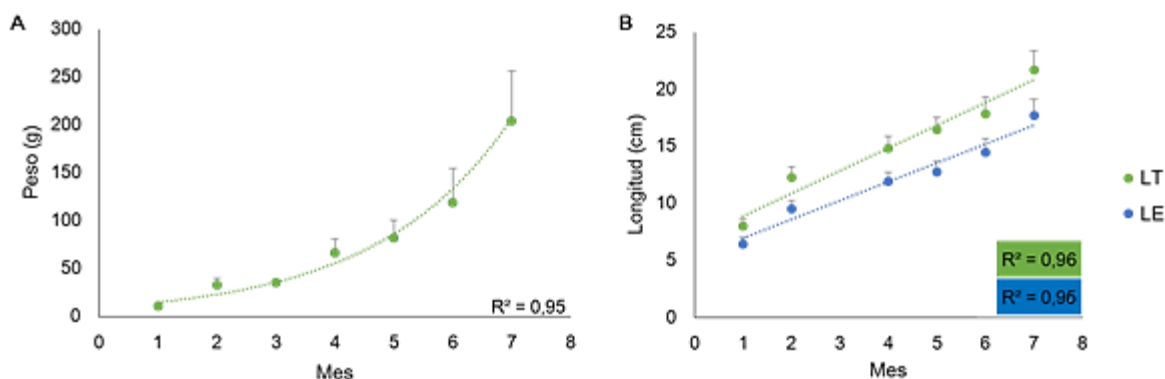 A
300
250
200
150
100
50
0
Peso (g)
0 1 2 3 4 5 6 7 8
Mes
R² = 0,95
B
25
20
15
10
5
0
Longitud (cm)
0 1 2 3 4 5 6 7 8
Mes
LT
LE
R² = 0,96
R² = 0,96